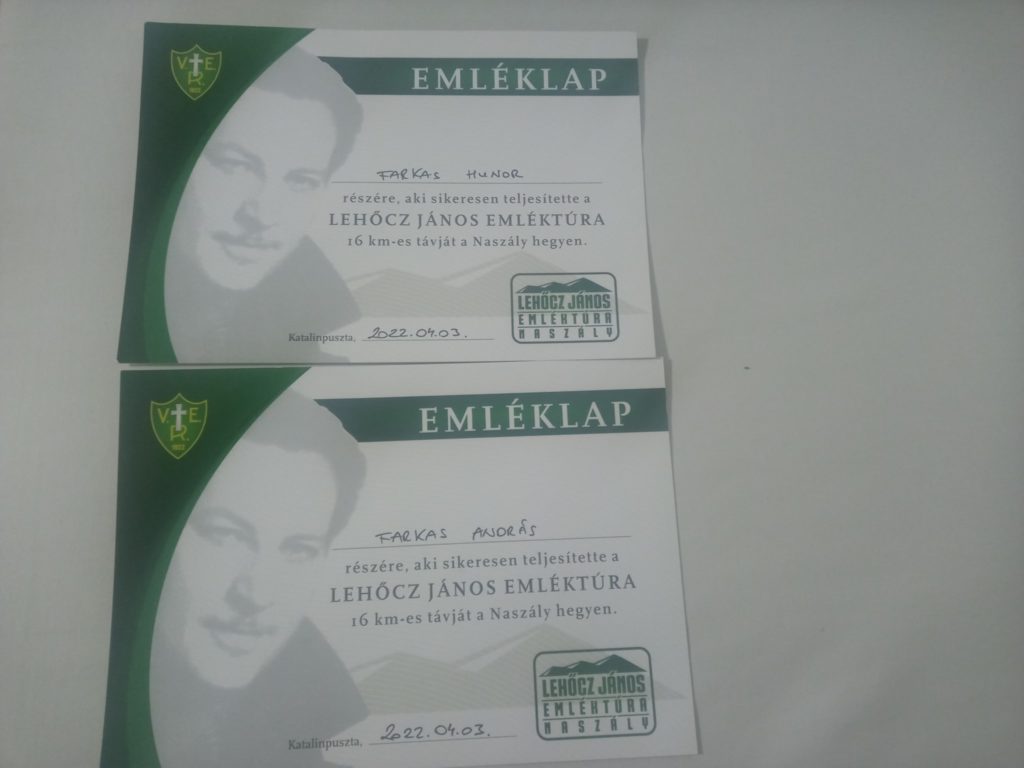 V. E.
R.
1922.
EMLÉKLAP
FARKAS HUNOR
részére, aki sikeresen teljesítette a
LEHŐCZ JÁNOS EMLÉKTÚRA
16 km-es távját a Naszály hegyen.
LEHŐCZ JÁNOS
EMLÉKTÚRA
NASZÁLY
Katalinpuszta, 2022.04.03.
V. E.
R.
1922.
EMLÉKLAP
FARKAS ANDRÁS
részére, aki sikeresen teljesítette a
LEHŐCZ JÁNOS EMLÉKTÚRA
16 km-es távját a Naszály hegyen.
LEHŐCZ JÁNOS
EMLÉKTÚRA
NASZÁLY
Katalinpuszta, 2022.04.03.